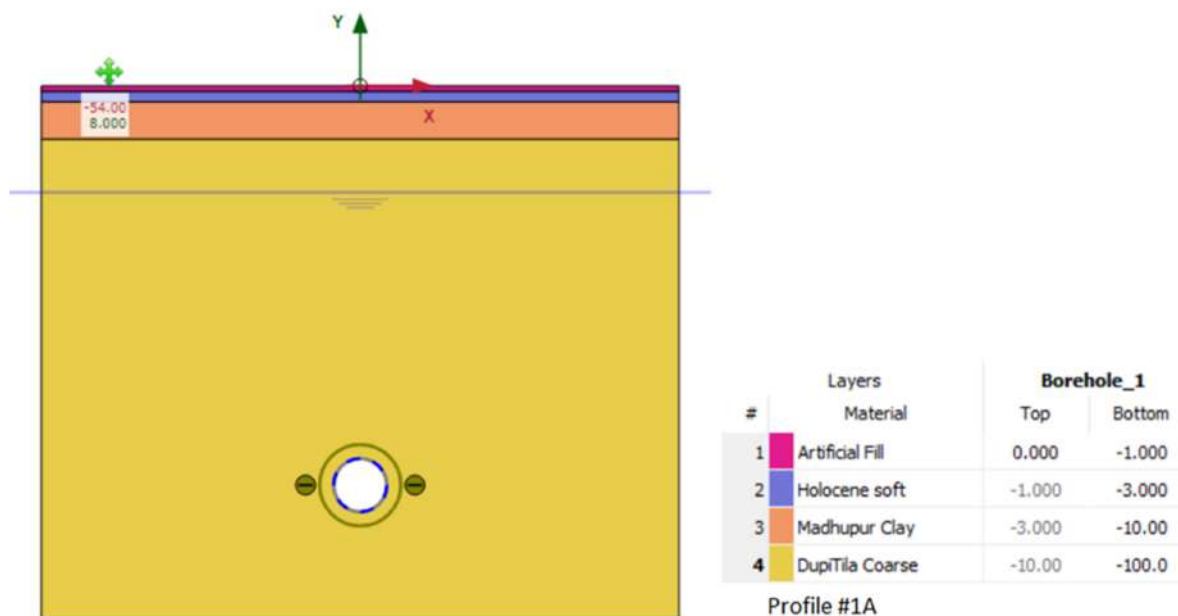 Y
-54.00
8.000
X
Layers Borehole_1
# Material Top Bottom
1 Artificial Fill 0.000 -1.000
2 Holocene soft -1.000 -3.000
3 Madhupur Clay -3.000 -10.00
4 DupiTila Coarse -10.00 -100.0
Profile #1A